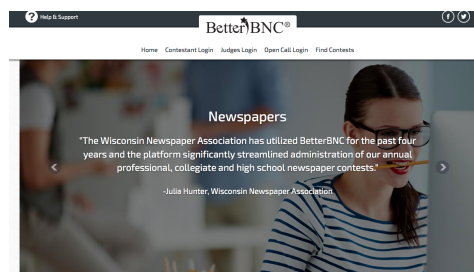 Help & Support
BetterBNC®
Home Contestant Login Judges Login Open Call Login Find Contests
Newspapers
"The Wisconsin Newspaper Association has utilized BetterBNC for the past four
years and the platform significantly streamlined administration of our annual
professional, collegiate and high school newspaper contests."
-Julia Hunter, Wisconsin Newspaper Association